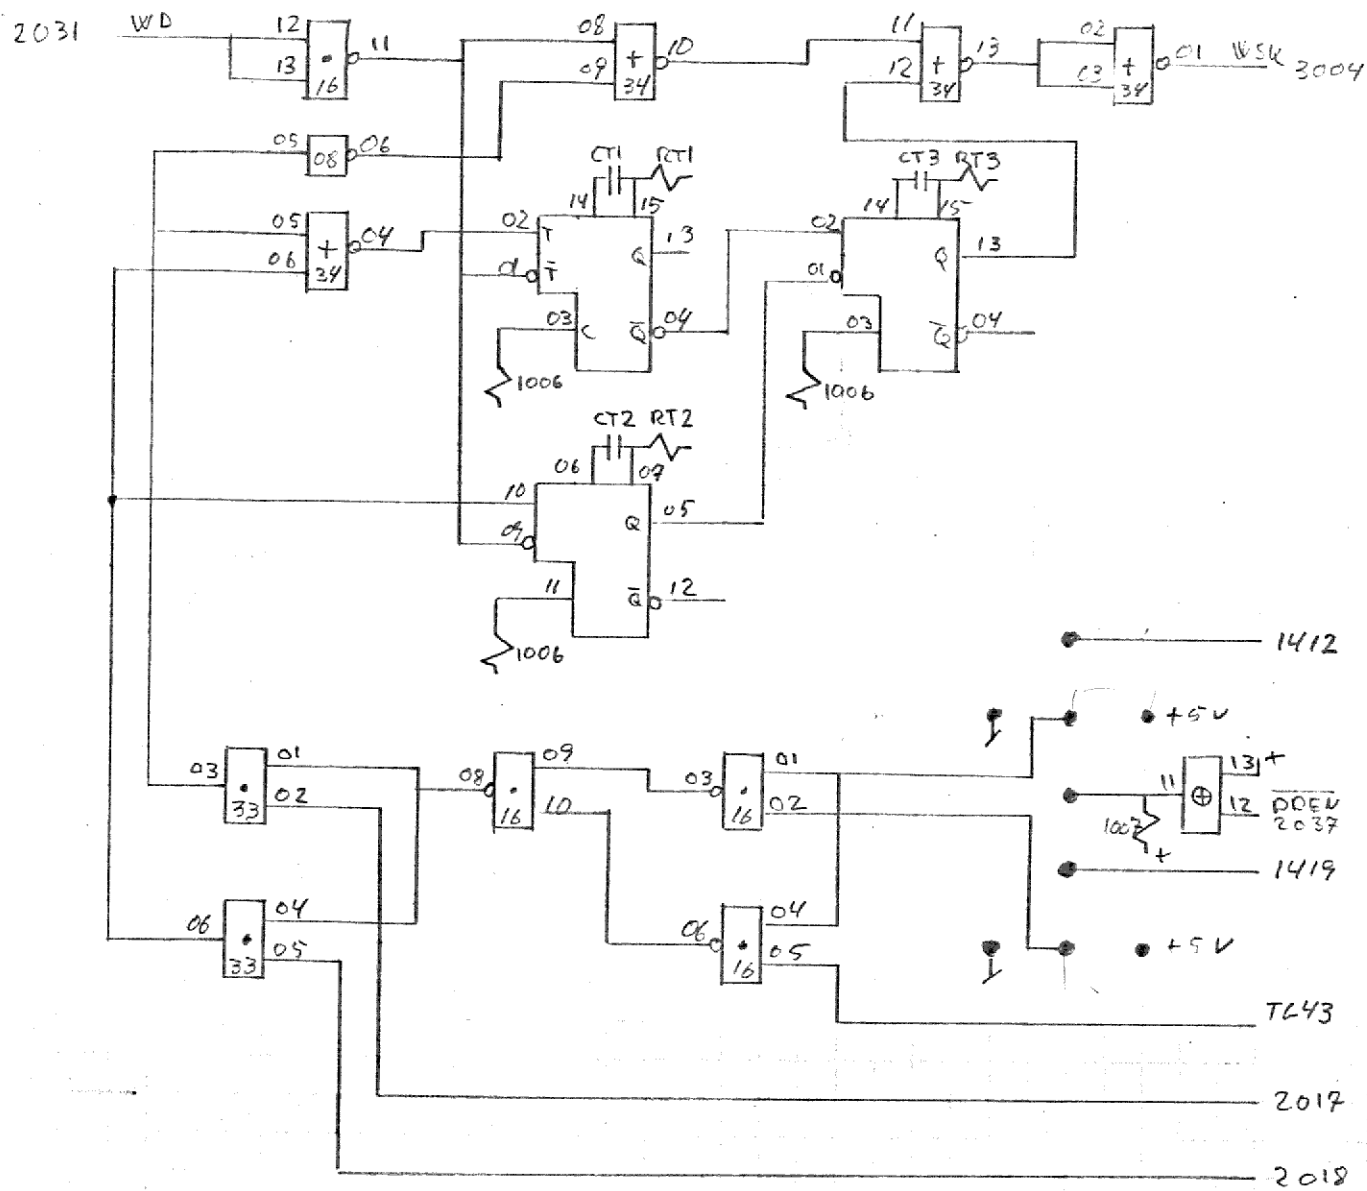 2031 WD 12 11 08 10 11 13 02 01 WSK 3004
13 • 16 09 + 34 12 + 34 03 + 34
05 08 06
CT1 RT1 CT3 RT3
14 15 14 15
05 + 04 02 T 13 02 Q 13
06 34 01 T̅ Q 01
03 C Q̅ 04 03 Q̅ 04
1006 1006
CT2 RT2
06 07
10 Q 05
09
11 Q̅ 12
1006
1412
+5V
03 • 33 01 08 • 16 09 03 • 16 01 11 ⊕ 13 +
02 10 02 1007 12 D̅D̅E̅N̅
+ 2037
1419
06 • 33 04 06 • 16 04
05 05 +5V
TG43
2017
2018